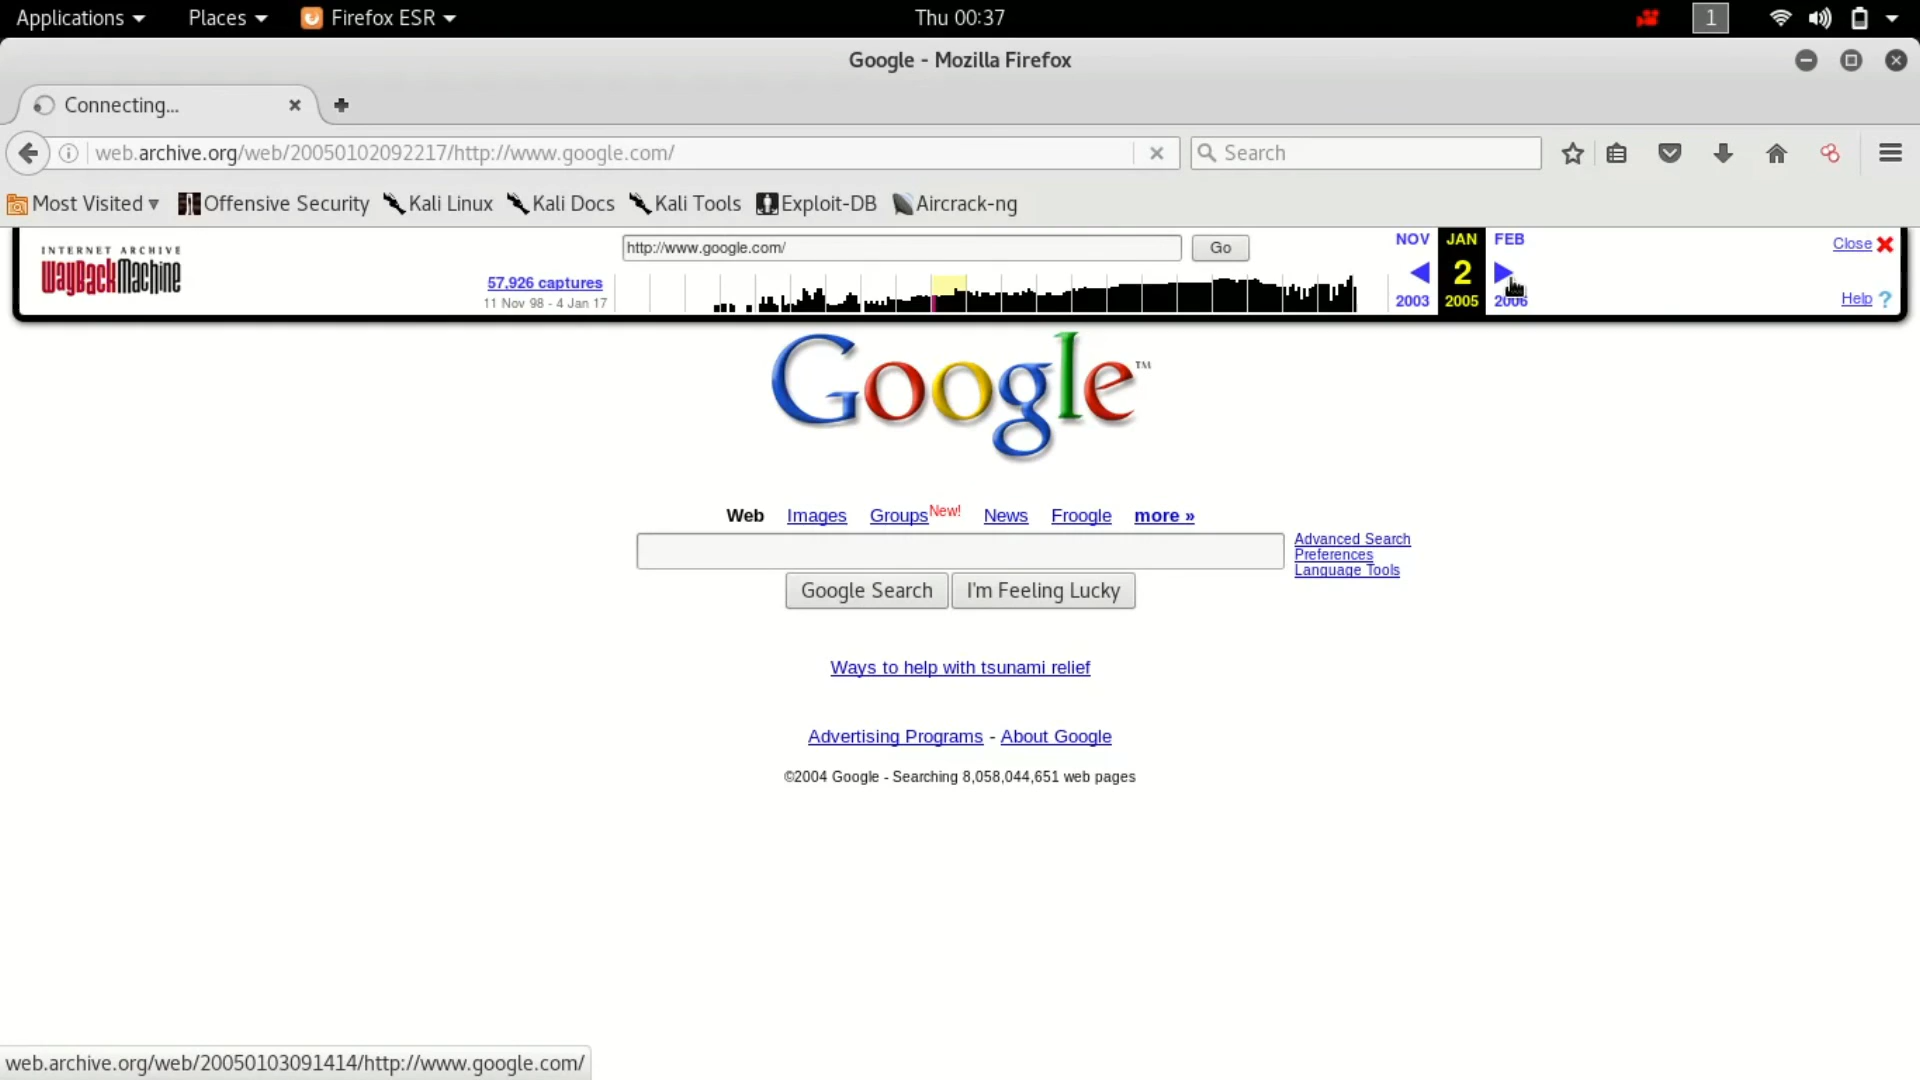 Applications Places Firefox ESR Thu 00:37 1
Google - Mozilla Firefox
Connecting...
web.archive.org/web/20050102092217/http://www.google.com/ Search
Most Visited Offensive Security Kali Linux Kali Docs Kali Tools Exploit-DB Aircrack-ng
INTERNET ARCHIVE
WayBackMachine
http://www.google.com/ Go
57,926 captures
11 Nov 98 - 4 Jan 17
NOV JAN FEB
2
2003 2005 2006
Close
Help ?
Google™
Web Images Groups New! News Froogle more »
Advanced Search
Preferences
Language Tools
Google Search I'm Feeling Lucky
Ways to help with tsunami relief
Advertising Programs - About Google
©2004 Google - Searching 8,058,044,651 web pages
web.archive.org/web/20050103091414/http://www.google.com/